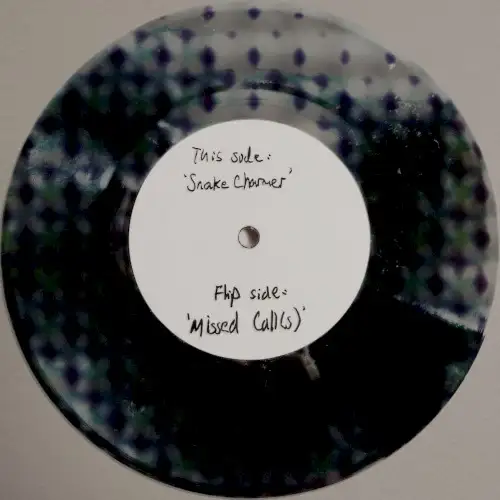 This side:
'Snake Charmer'
Flip side:
'Missed Call(s)'